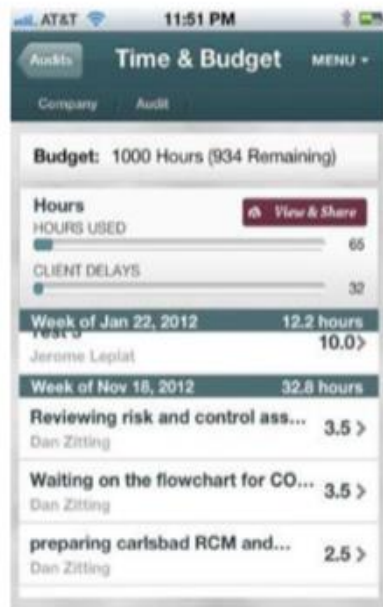 AT&T 11:51 PM
Audits Time & Budget MENU
Company Audit
Budget: 1000 Hours (934 Remaining)
Hours
View & Share
HOURS USED
65
CLIENT DELAYS
32
Week of Jan 22, 2012 12.2 hours
Test 3 10.0>
Jerome Leplat
Week of Nov 18, 2012 32.8 hours
Reviewing risk and control ass... 3.5 >
Dan Zitting
Waiting on the flowchart for CO... 3.5 >
Dan Zitting
preparing carlsbad RCM and... 2.5 >
Dan Zitting